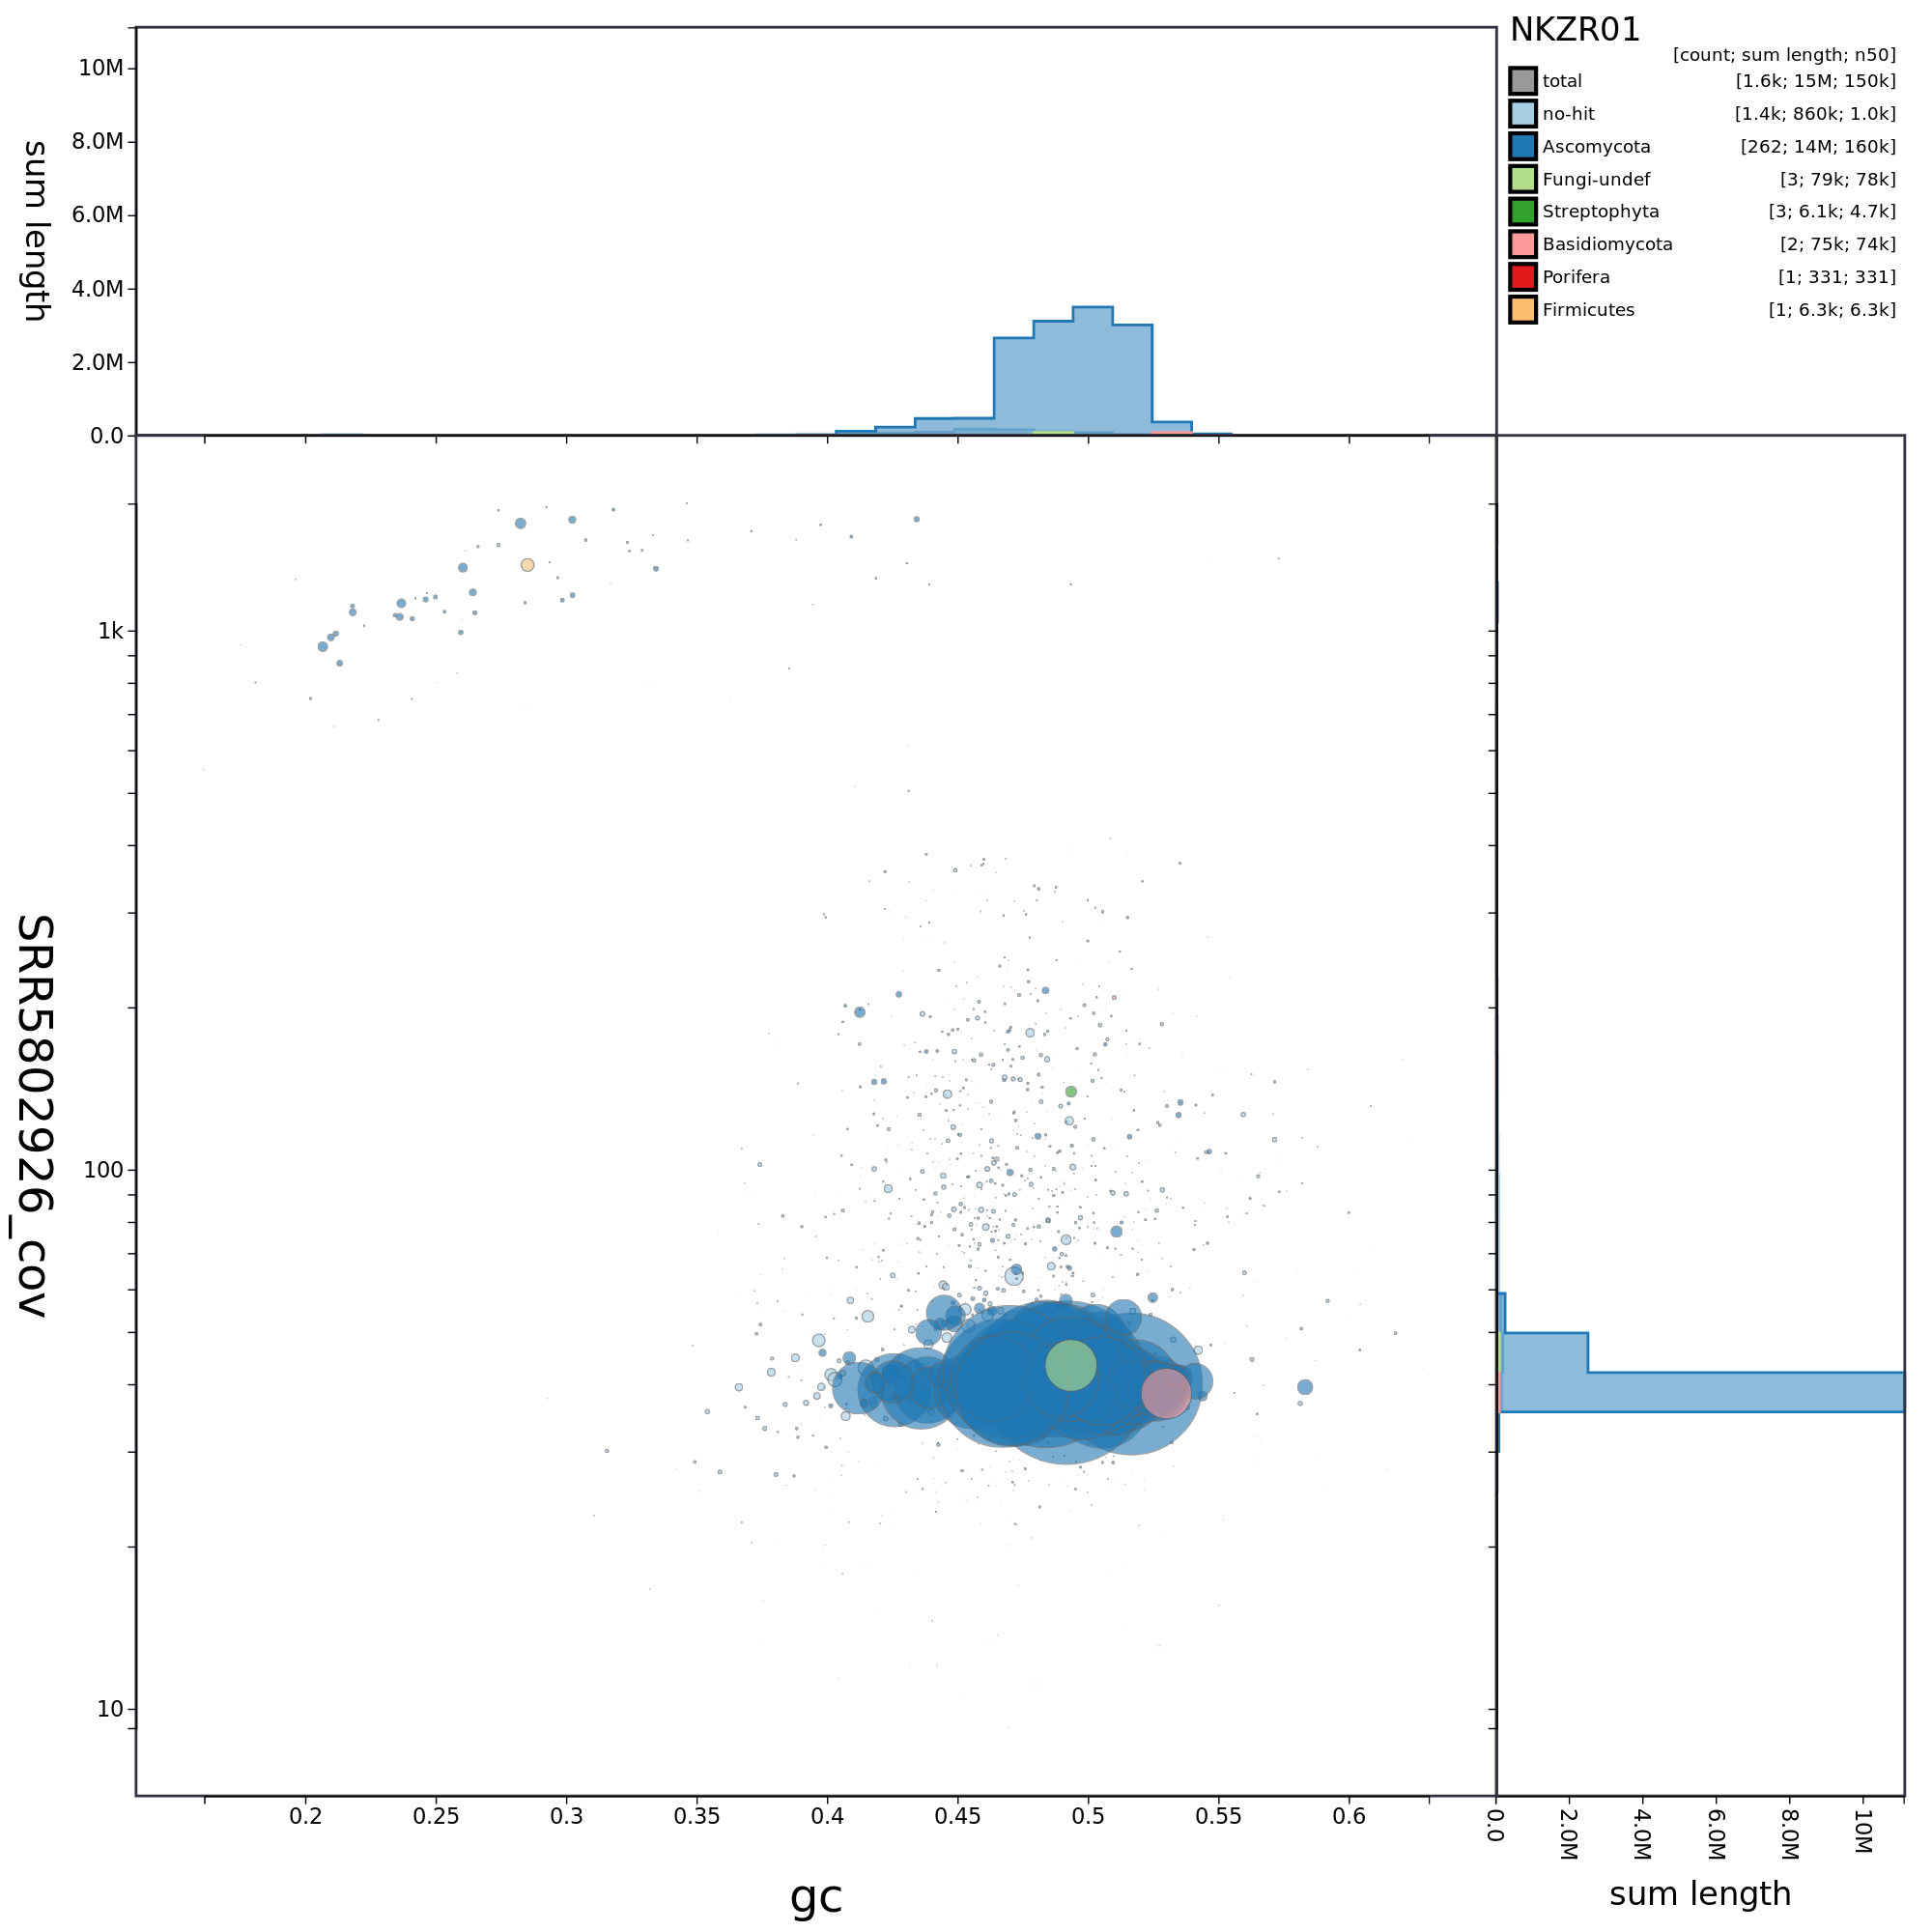 NKZR01
[count; sum length; n50]
total [1.6k; 15M; 150k]
no-hit [1.4k; 860k; 1.0k]
Ascomycota [262; 14M; 160k]
Fungi-undef [3; 79k; 78k]
Streptophyta [3; 6.1k; 4.7k]
Basidiomycota [2; 75k; 74k]
Porifera [1; 331; 331]
Firmicutes [1; 6.3k; 6.3k]
sum length
10M
8.0M
6.0M
4.0M
2.0M
0.0
SRR5802926_cov
1k
100
10
0.2 0.25 0.3 0.35 0.4 0.45 0.5 0.55 0.6
gc
0.0 2.0M 4.0M 6.0M 8.0M 10M
sum length